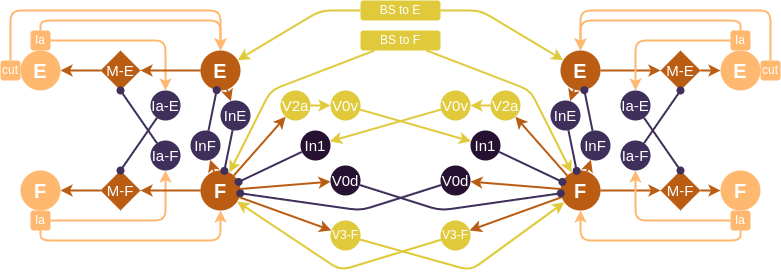 BS to E
BS to F
Ia
Ia
cut
E
M-E
E
E
M-E
E
cut
Ia-E
InE
V2a
V0v
V0v
V2a
InE
Ia-E
Ia-F
InF
In1
In1
InF
Ia-F
F
M-F
F
V0d
V0d
F
M-F
F
Ia
Ia
V3-F
V3-F